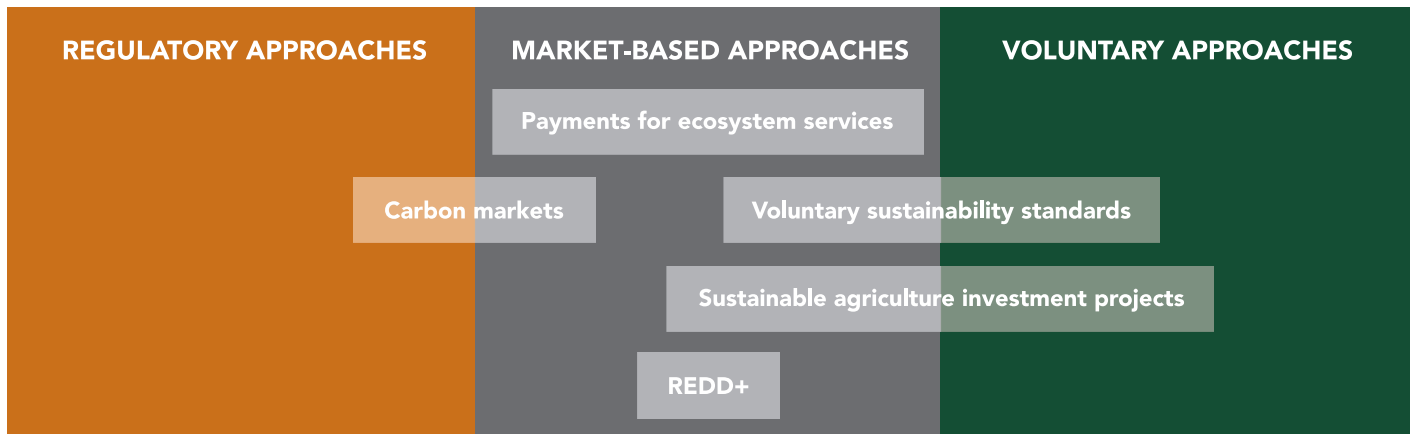 REGULATORY APPROACHES
MARKET-BASED APPROACHES
VOLUNTARY APPROACHES
Payments for ecosystem services
Carbon markets
Voluntary sustainability standards
Sustainable agriculture investment projects
REDD+